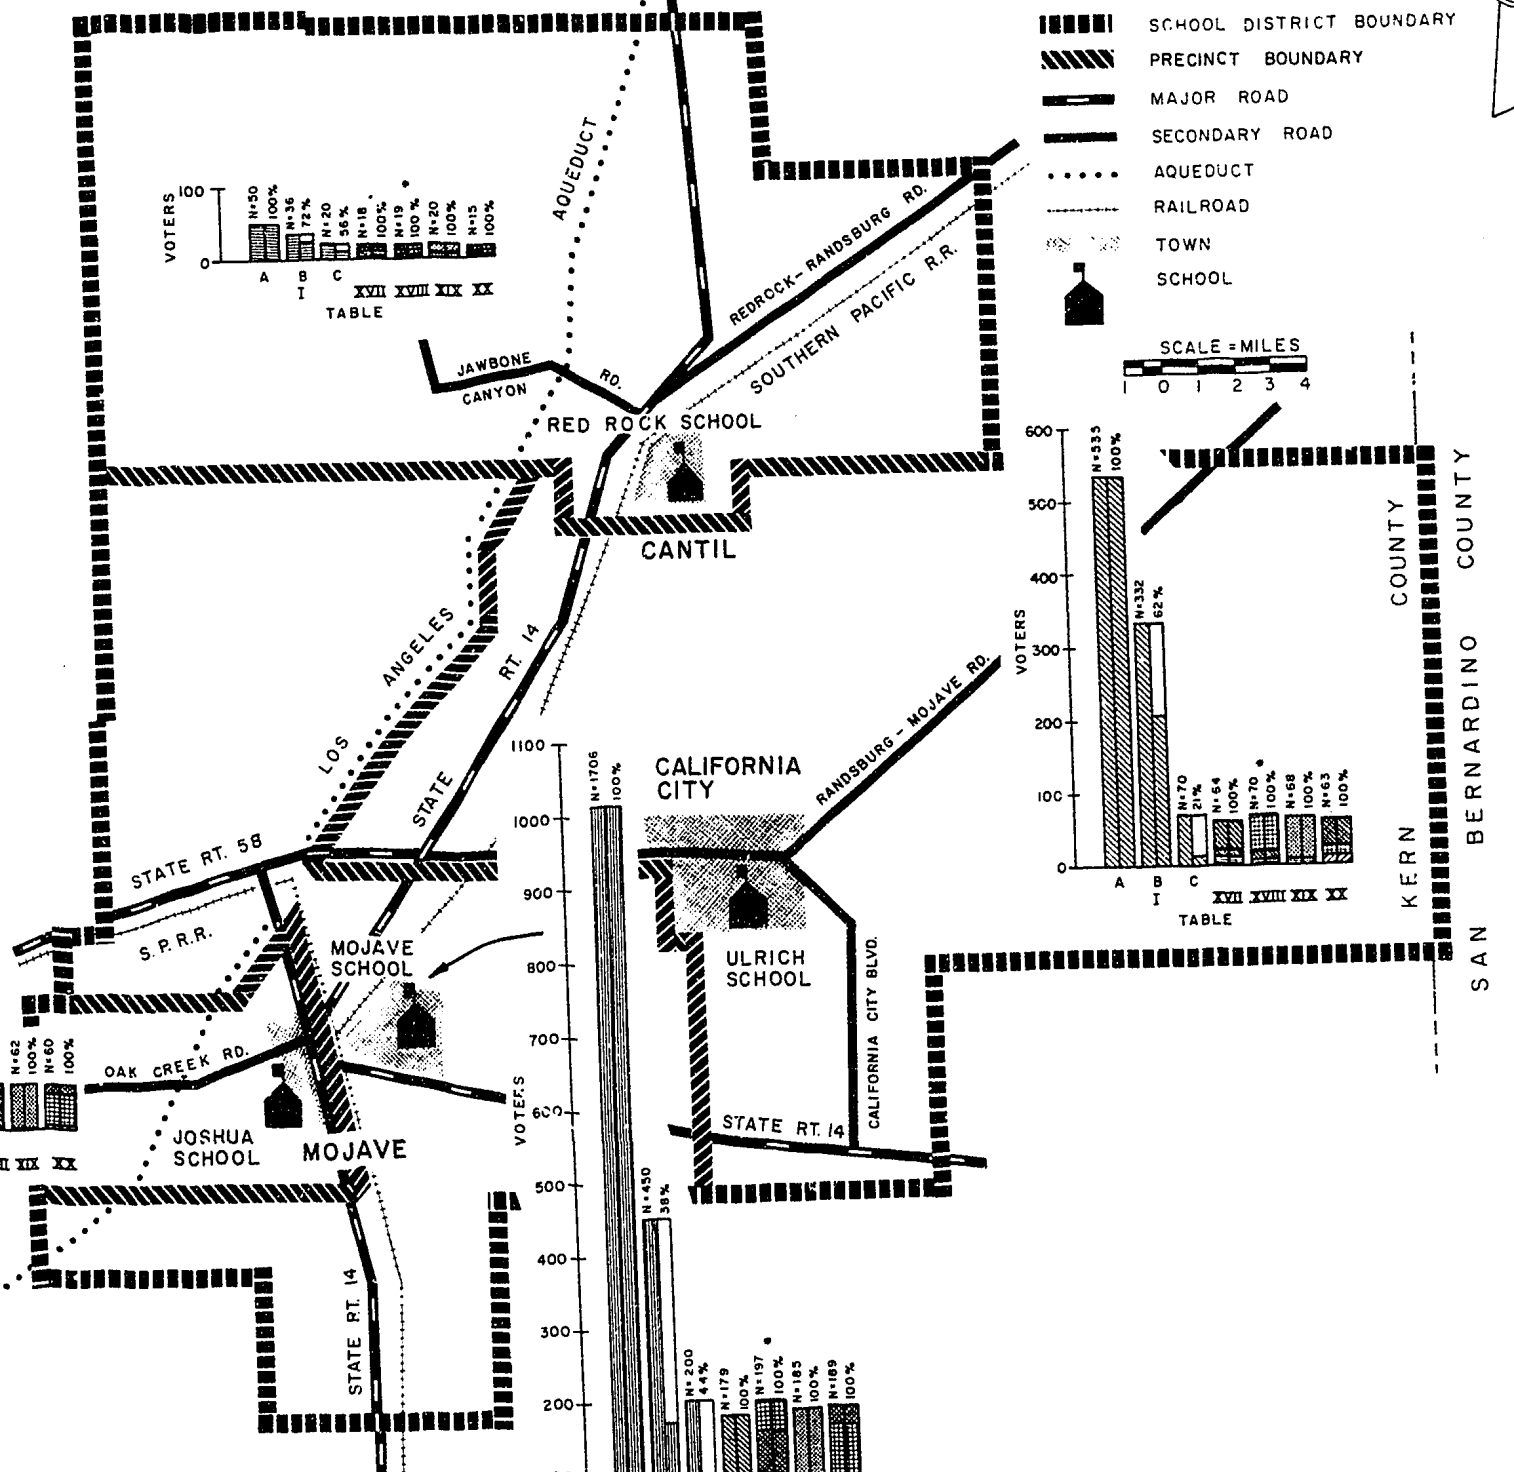 SCHOOL DISTRICT BOUNDARY
PRECINCT BOUNDARY
MAJOR ROAD
SECONDARY ROAD
AQUEDUCT
RAILROAD
TOWN
SCHOOL
SCALE = MILES
1 0 1 2 3 4
AQUEDUCT
VOTERS
100
0
N=50 100% N=36 72% N=20 56% N=18 100% N=19 100% N=20 100% N=15 100%
A B C XVII XVIII XIX XX
I
TABLE
REDROCK-RANDSBURG RD.
SOUTHERN PACIFIC R.R.
JAWBONE
CANYON
RD.
RED ROCK SCHOOL
CANTIL
LOS ANGELES
STATE RT. 14
RANDSBURG - MOJAVE RD.
VOTERS
600
500
400
300
200
100
0
N=535 100% N=332 62% N=70 21% N=64 100% N=70 100% N=68 100% N=63 100%
A B C XVII XVIII XIX XX
I
TABLE
KERN COUNTY
SAN BERNARDINO COUNTY
CALIFORNIA
CITY
STATE RT. 58
S.P.R.R.
MOJAVE
SCHOOL
ULRICH
SCHOOL
CALIFORNIA CITY BLVD.
OAK CREEK RD.
N=62 100% N=60 100%
XIX XX
JOSHUA
SCHOOL
MOJAVE
STATE RT. 14
STATE RT. 14
VOTERS
1100
1000
900
800
700
600
500
400
300
200
N=1706 100% N=450 38% N=200 44% N=179 100% N=197 100% N=185 100% N=189 100%